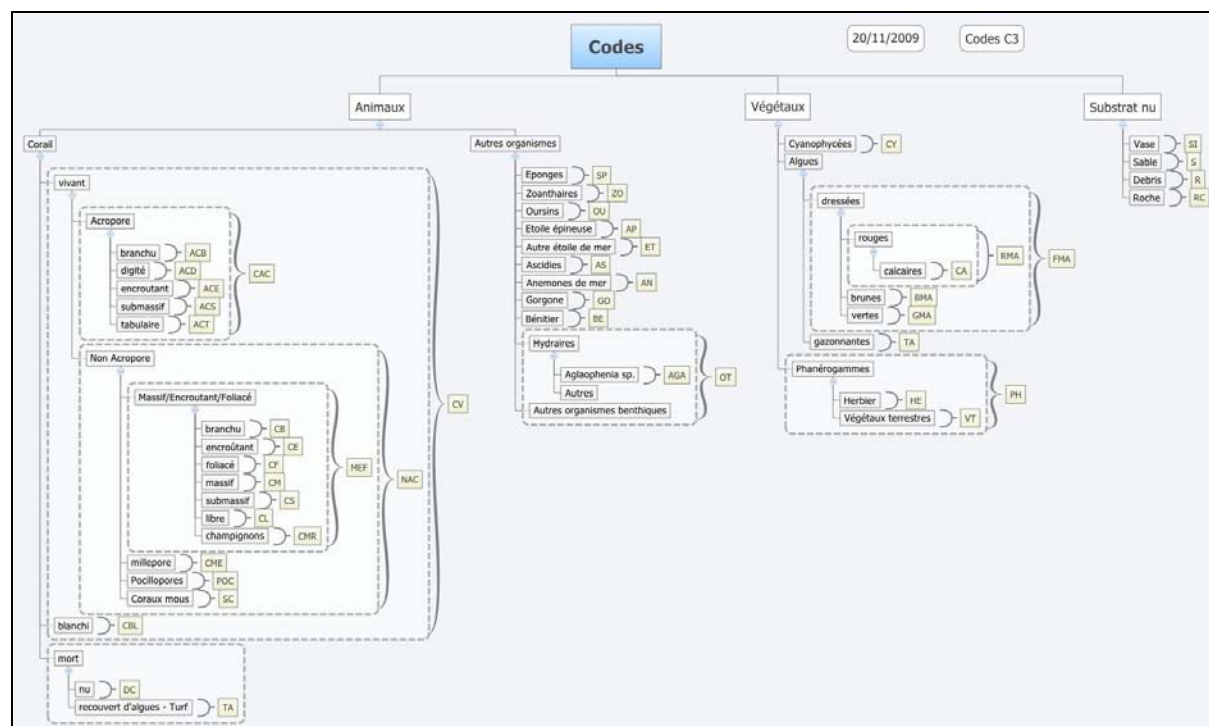 Codes
20/11/2009
Codes C3
Animaux
Végétaux
Substrat nu
Corail
vivant
Acropore
branchu ACB
digité ACD
encroutant ACE
submassif ACS
tabulaire ACT
CAC
Non Acropore
Massif/Encroutant/Foliacé
branchu CB
encroûtant CE
foliacé CF
massif CM
submassif CS
libre CL
champignons CMR
MEF
millepore CME
Pocillopores POC
Coraux mous SC
NAC
blanchi CBL
CV
mort
nu DC
recouvert d'algues - Turf TA
Autres organismes
Eponges SP
Zoanthaires ZO
Oursins OU
Etoile épineuse AP
Autre étoile de mer ET
Ascidies AS
Anemones de mer AN
Gorgone GO
Bénitier BE
Hydraires
Aglaophenia sp. AGA
Autres
Autres organismes benthiques
OT
Cyanophycées CY
Algues
dressées
rouges
calcaires CA
RMA
brunes BMA
vertes GMA
FMA
gazonnantes TA
Phanérogammes
Herbier HE
Végétaux terrestres VT
PH
Vase SI
Sable S
Debris R
Roche RC